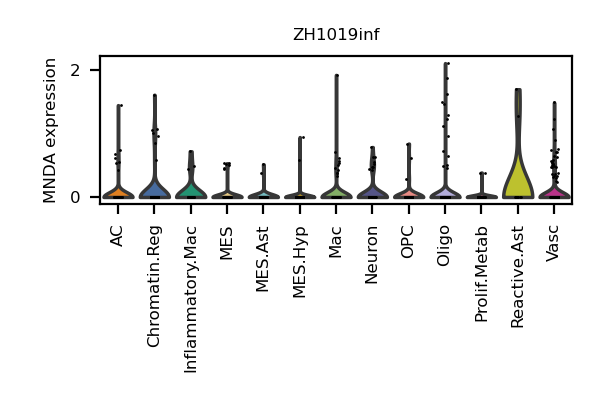 ZH1019inf
MNDA expression
2
0
AC
Chromatin.Reg
Inflammatory.Mac
MES
MES.Ast
MES.Hyp
Mac
Neuron
OPC
Oligo
Prolif.Metab
Reactive.Ast
Vasc